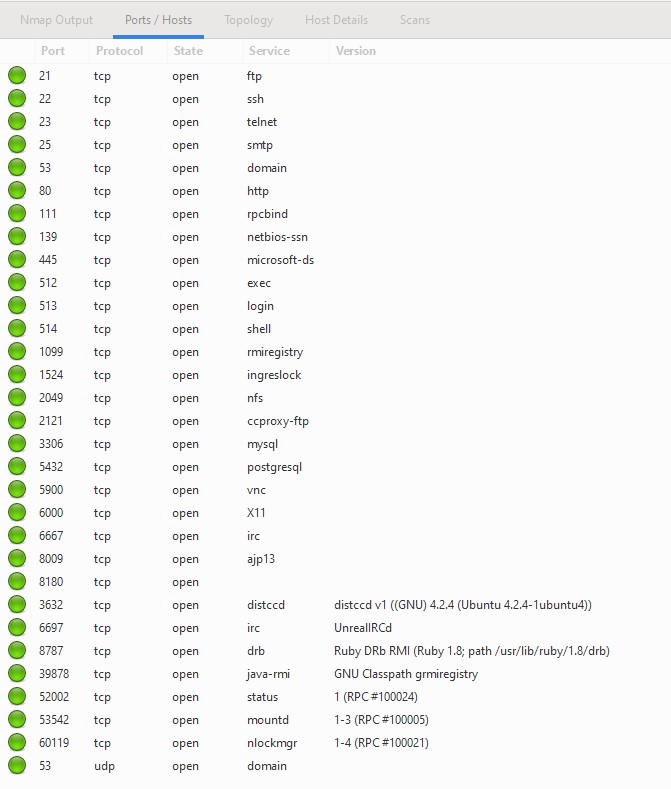 Nmap Output Ports / Hosts Topology Host Details Scans
Port Protocol State Service Version
21 tcp open ftp
22 tcp open ssh
23 tcp open telnet
25 tcp open smtp
53 tcp open domain
80 tcp open http
111 tcp open rpcbind
139 tcp open netbios-ssn
445 tcp open microsoft-ds
512 tcp open exec
513 tcp open login
514 tcp open shell
1099 tcp open rmiregistry
1524 tcp open ingreslock
2049 tcp open nfs
2121 tcp open ccproxy-ftp
3306 tcp open mysql
5432 tcp open postgresql
5900 tcp open vnc
6000 tcp open X11
6667 tcp open irc
8009 tcp open ajp13
8180 tcp open
3632 tcp open distccd distccd v1 ((GNU) 4.2.4 (Ubuntu 4.2.4-1ubuntu4))
6697 tcp open irc UnrealIRCd
8787 tcp open drb Ruby DRb RMI (Ruby 1.8; path /usr/lib/ruby/1.8/drb)
39878 tcp open java-rmi GNU Classpath grmiregistry
52002 tcp open status 1 (RPC #100024)
53542 tcp open mountd 1-3 (RPC #100005)
60119 tcp open nlockmgr 1-4 (RPC #100021)
53 udp open domain